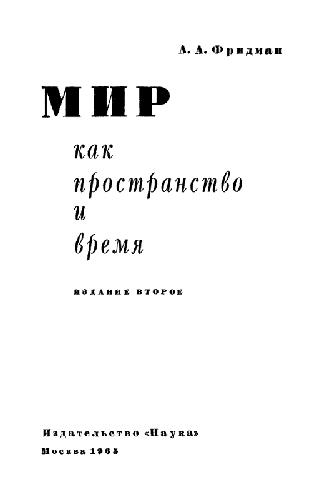 А. А. Фридман
МИР
как
пространство
и
время
ИЗДАНИЕ ВТОРОЕ
Издательство «Наука»
Москва 1965